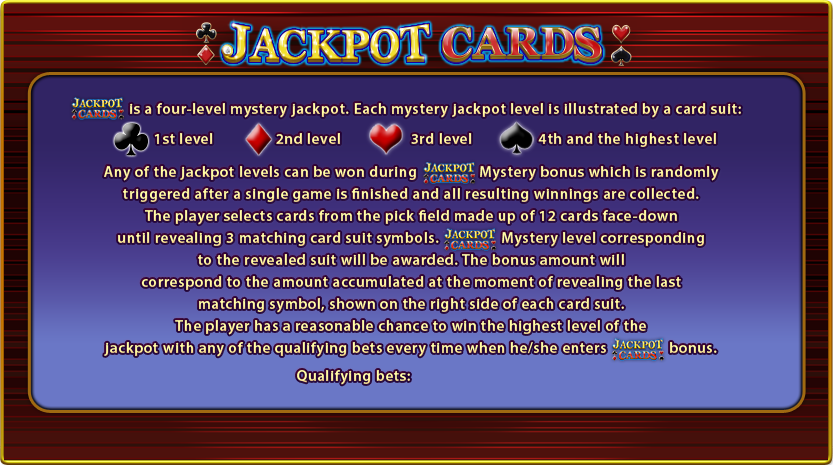 JACKPOT CARDS
JACKPOT CARDS is a four-level mystery jackpot. Each mystery jackpot level is illustrated by a card suit:
1st level 2nd level 3rd level 4th and the highest level
Any of the jackpot levels can be won during JACKPOT CARDS Mystery bonus which is randomly
triggered after a single game is finished and all resulting winnings are collected.
The player selects cards from the pick field made up of 12 cards face-down
until revealing 3 matching card suit symbols. JACKPOT CARDS Mystery level corresponding
to the revealed suit will be awarded. The bonus amount will
correspond to the amount accumulated at the moment of revealing the last
matching symbol, shown on the right side of each card suit.
The player has a reasonable chance to win the highest level of the
jackpot with any of the qualifying bets every time when he/she enters JACKPOT CARDS bonus.
Qualifying bets: